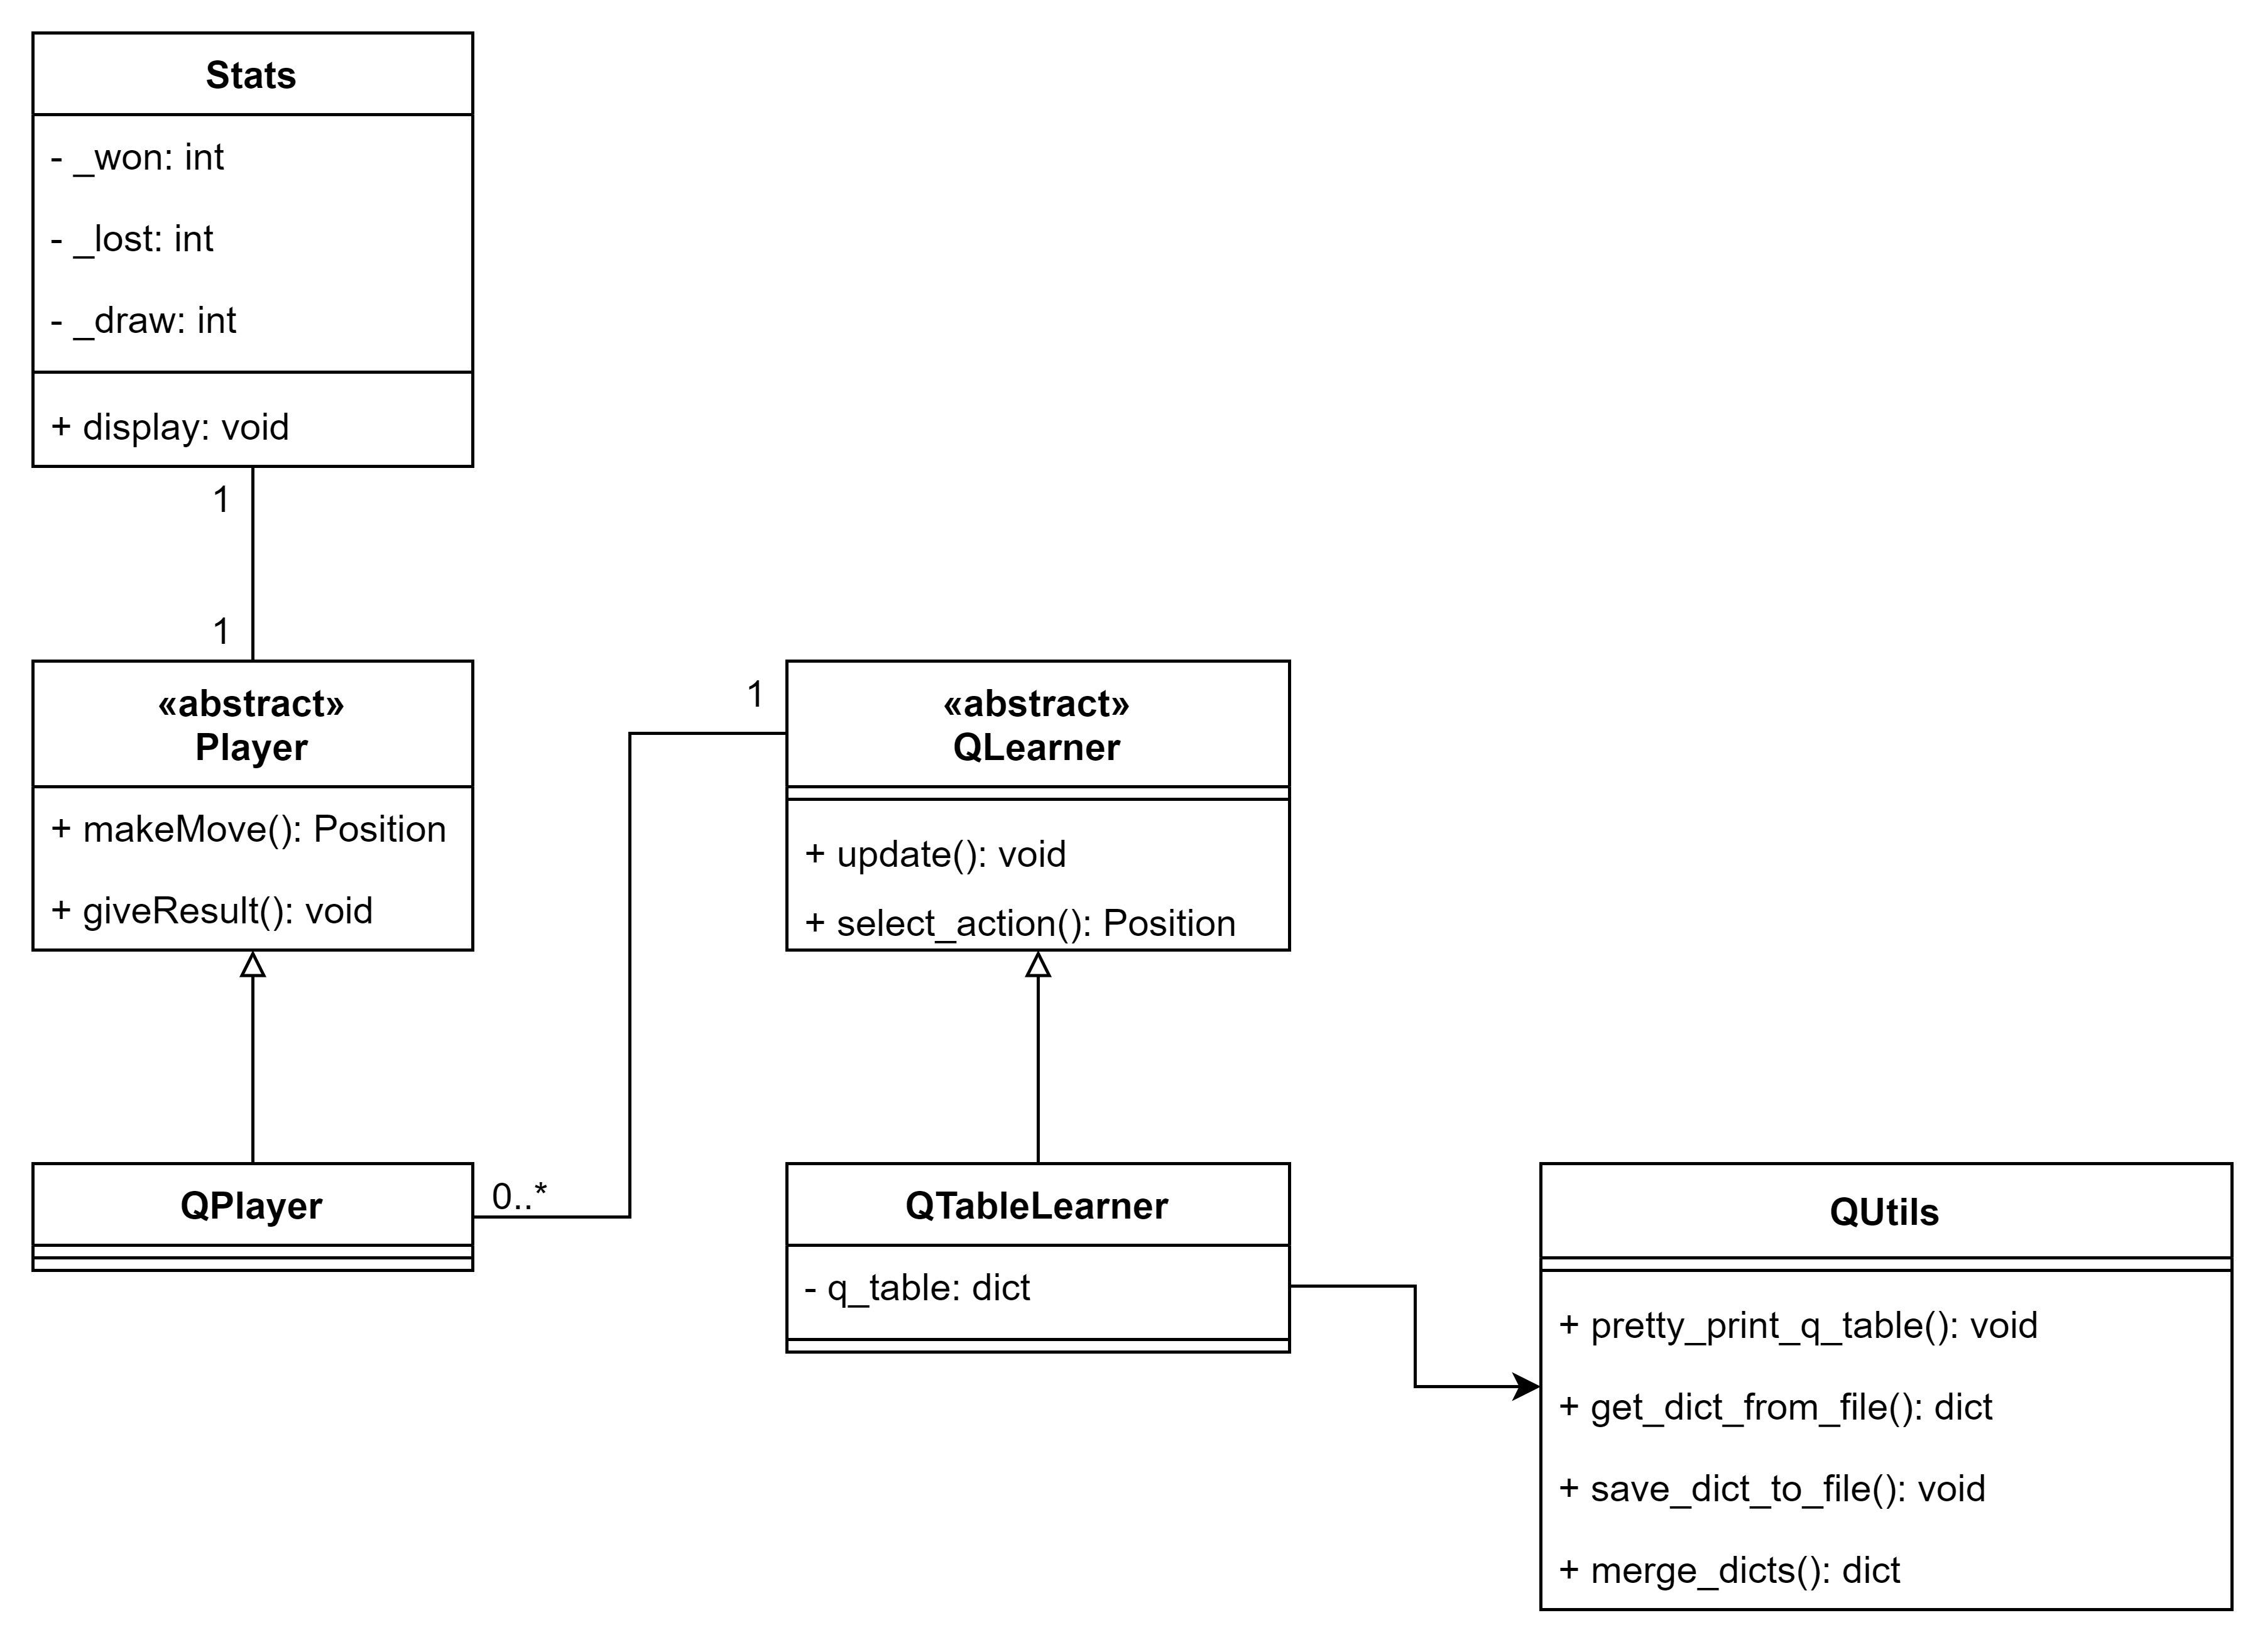 Stats
- _won: int
- _lost: int
- _draw: int
+ display: void
1
1
«abstract»
Player
+ makeMove(): Position
+ giveResult(): void
1
«abstract»
QLearner
+ update(): void
+ select_action(): Position
QPlayer
0..*
QTableLearner
- q_table: dict
QUtils
+ pretty_print_q_table(): void
+ get_dict_from_file(): dict
+ save_dict_to_file(): void
+ merge_dicts(): dict